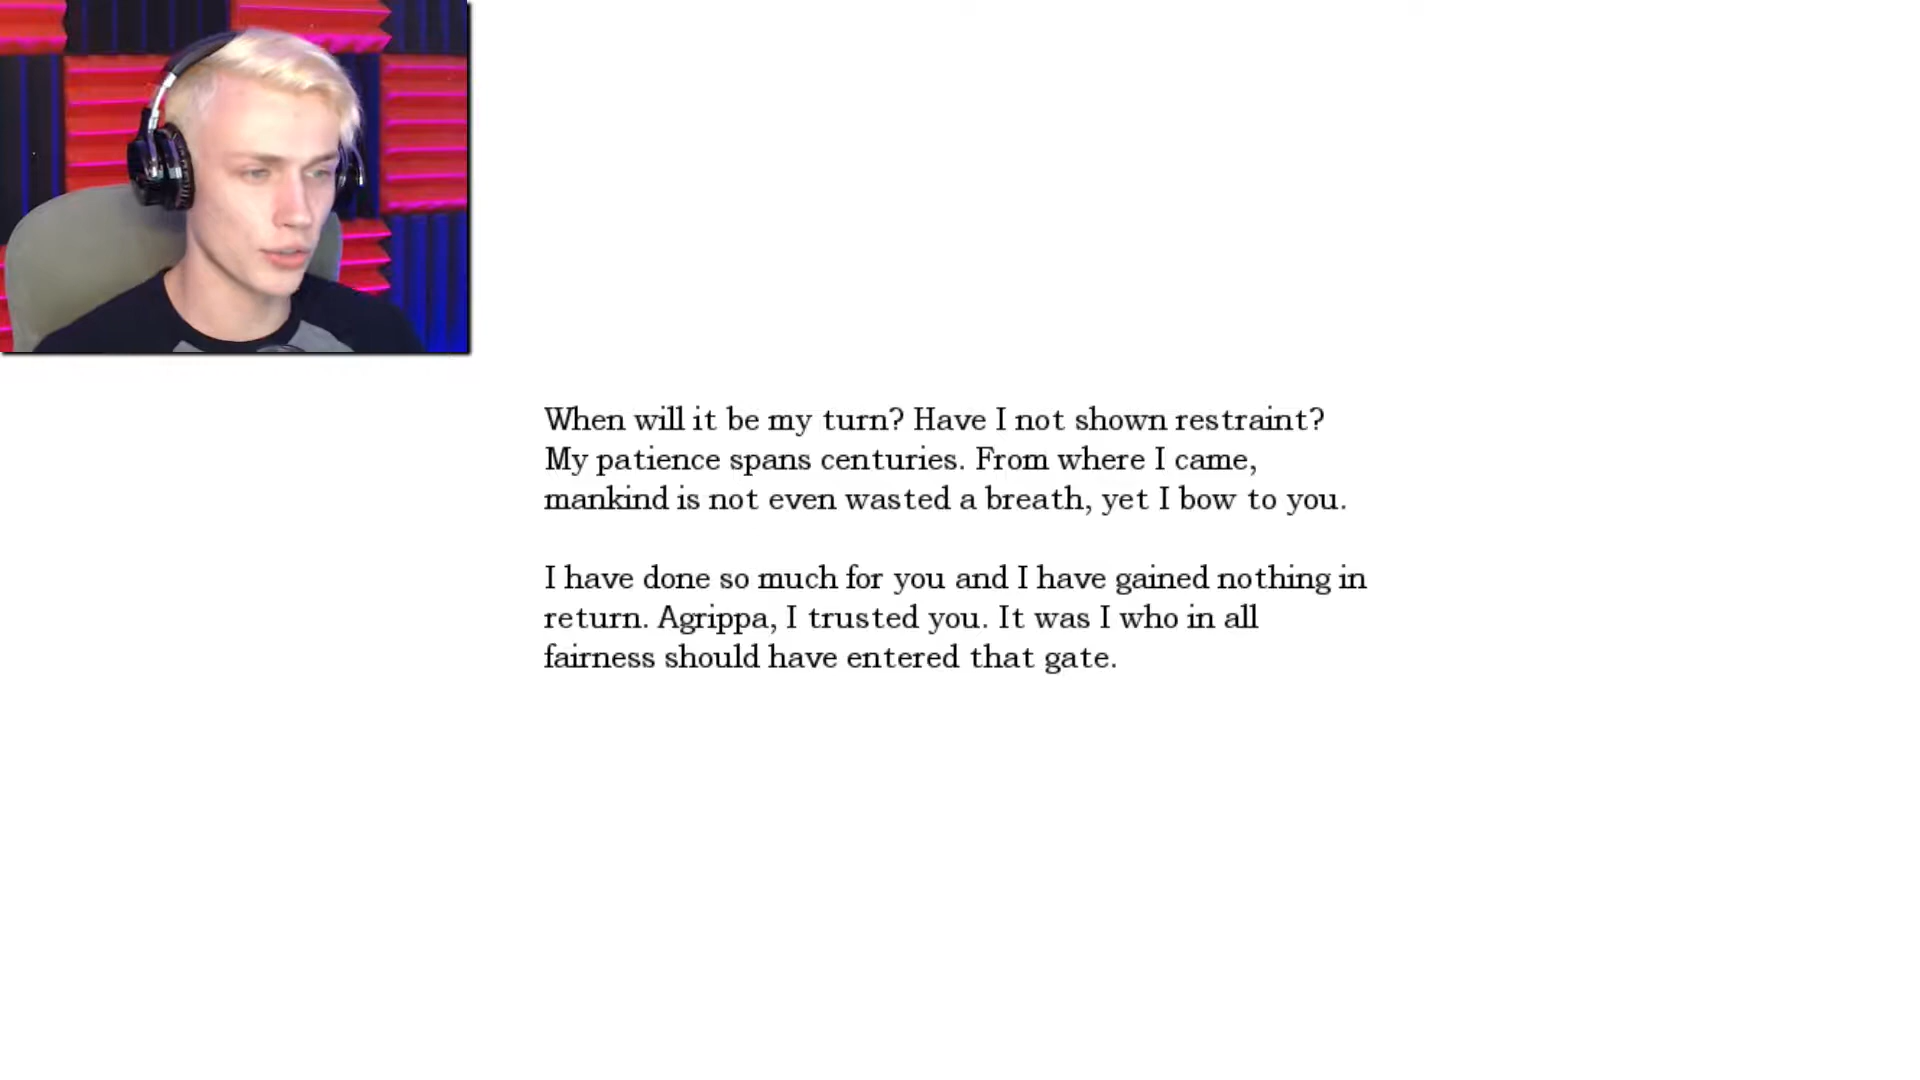 When will it be my turn? Have I not shown restraint?
My patience spans centuries. From where I came,
mankind is not even wasted a breath, yet I bow to you.
I have done so much for you and I have gained nothing in
return. Agrippa, I trusted you. It was I who in all
fairness should have entered that gate.